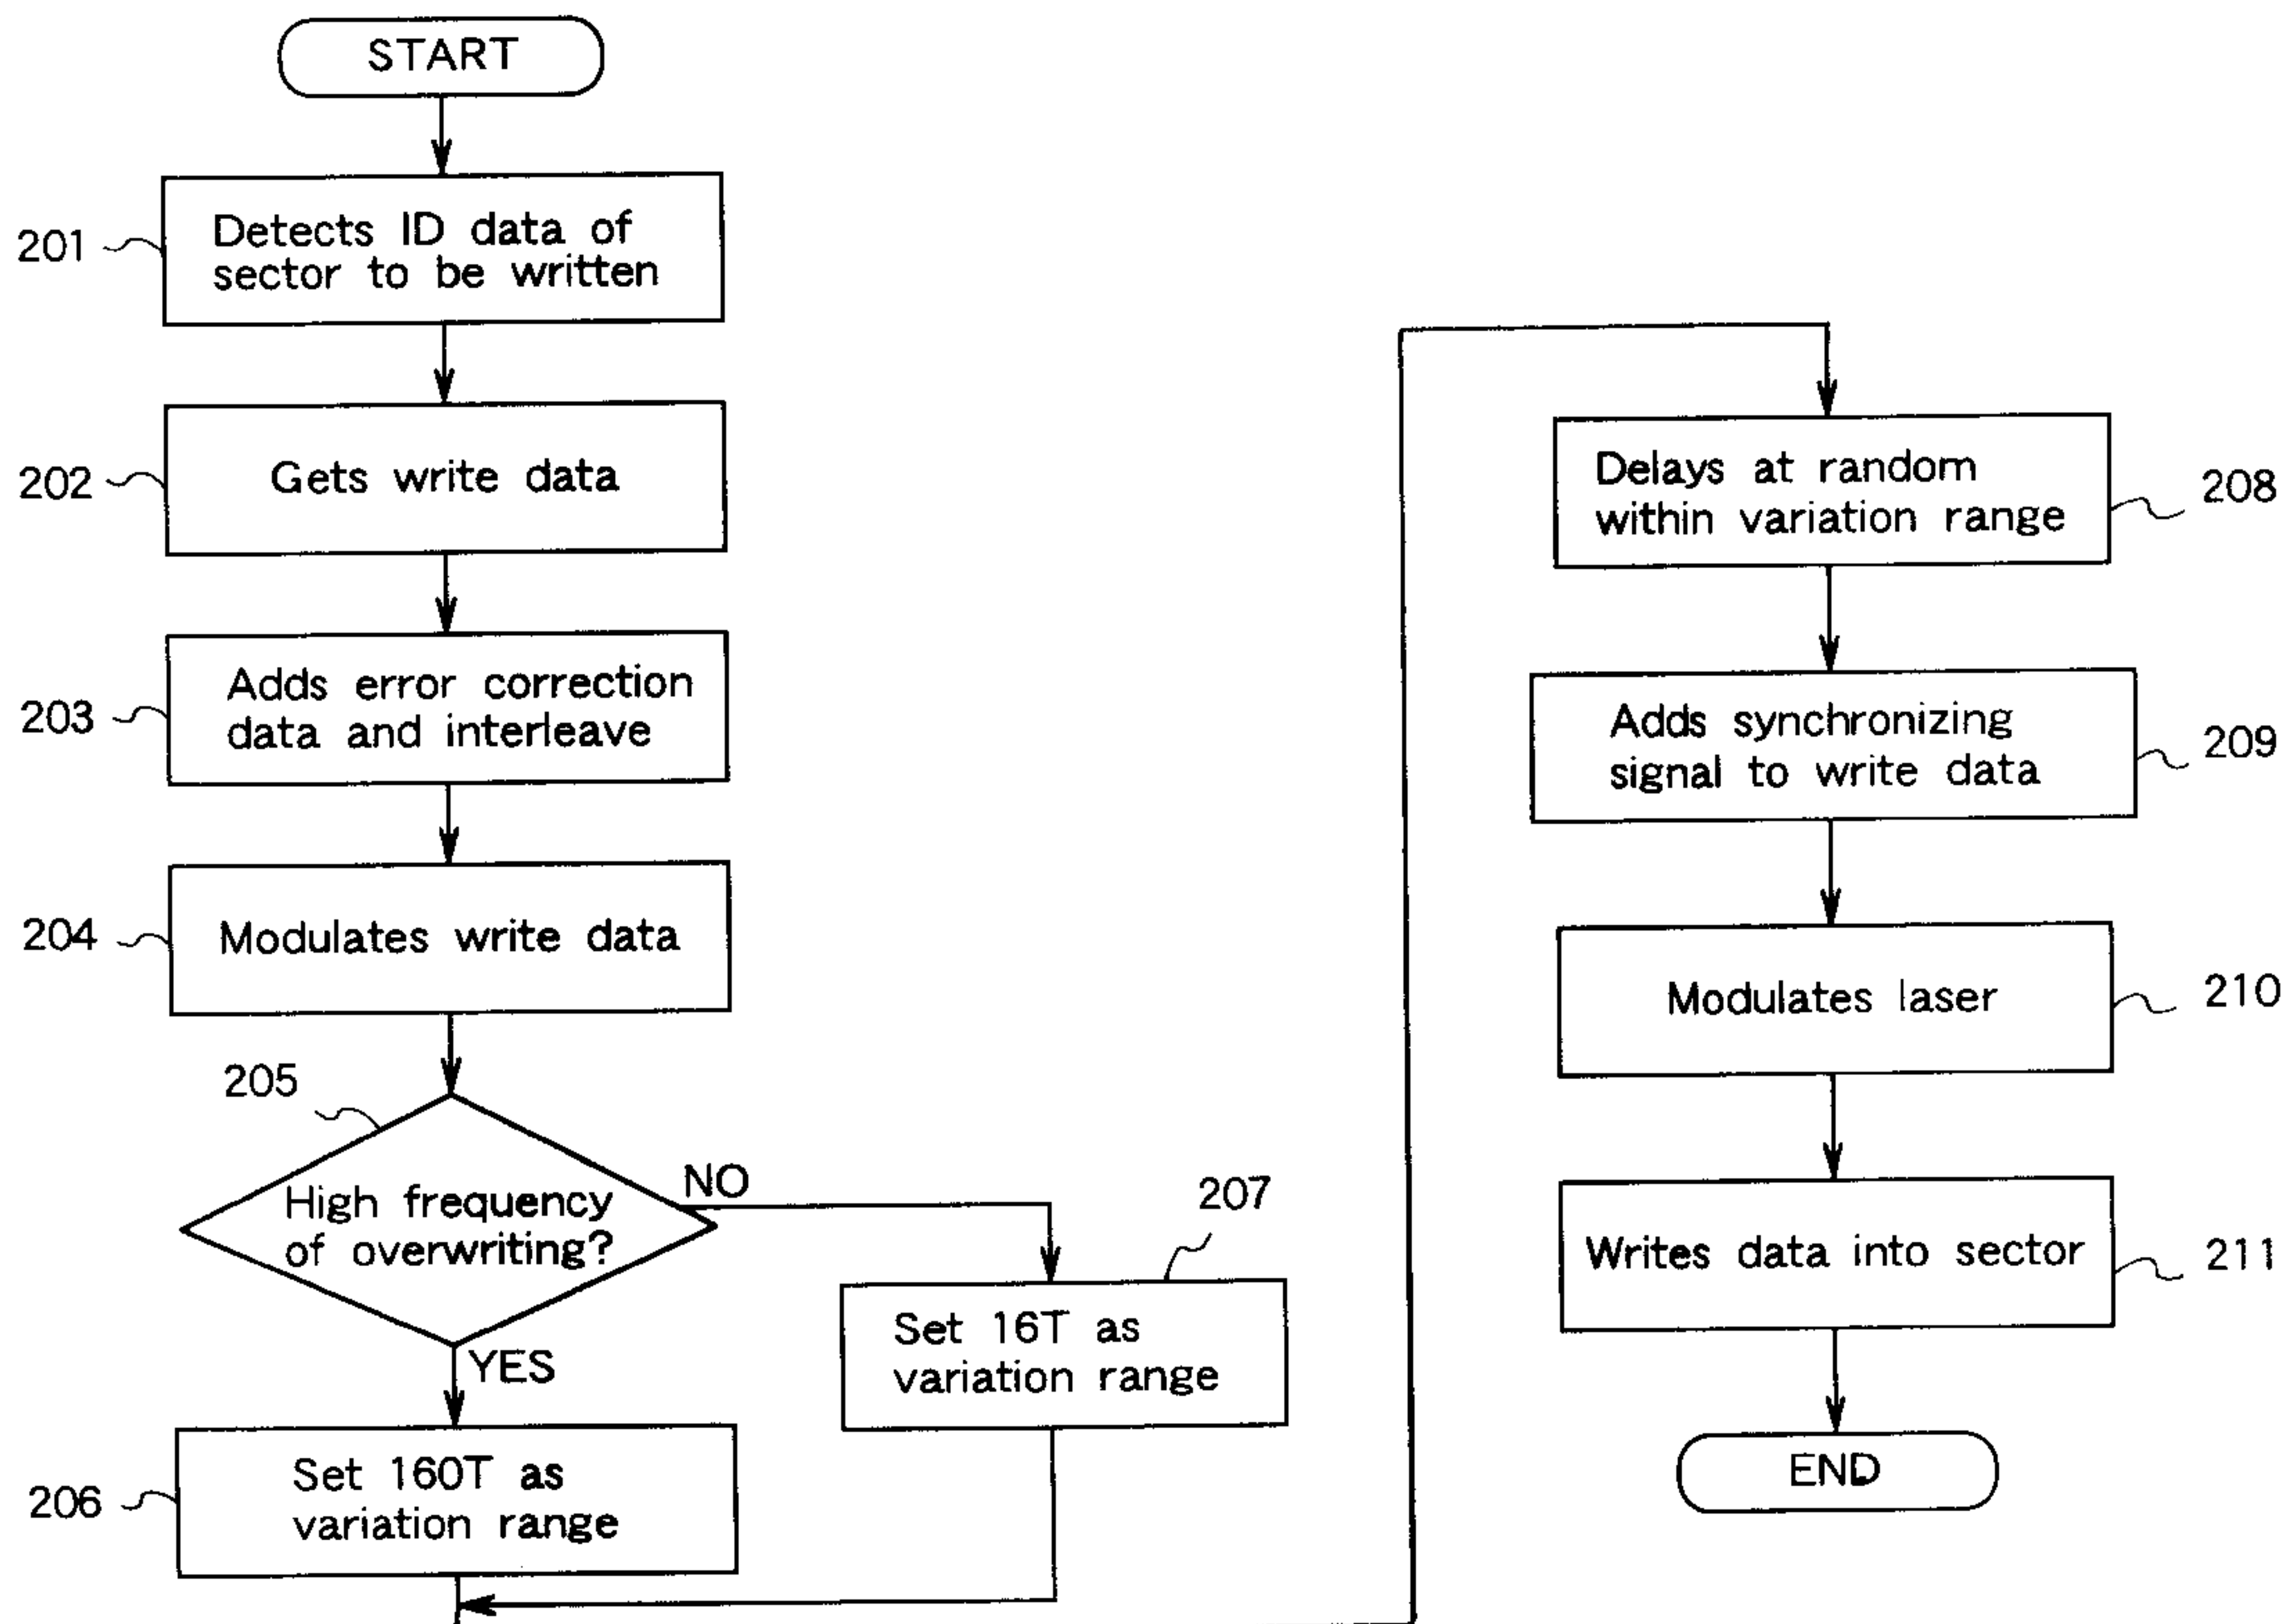 START
201
Detects ID data of
sector to be written
202
Gets write data
203
Adds error correction
data and interleave
204
Modulates write data
205
High frequency
of overwriting?
NO
YES
207
Set 16T as
variation range
206
Set 160T as
variation range
208
Delays at random
within variation range
209
Adds synchronizing
signal to write data
210
Modulates laser
211
Writes data into sector
END